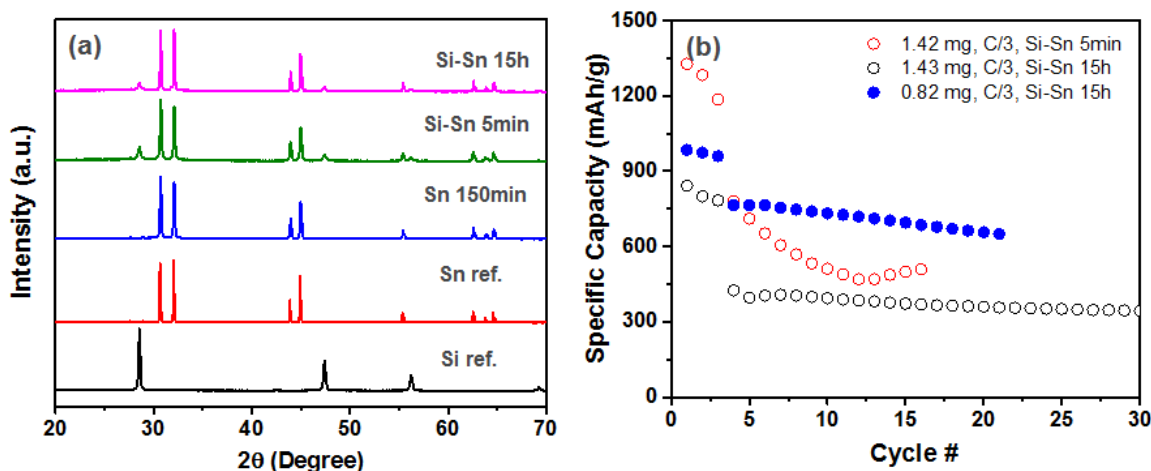 (a)
Si-Sn 15h
Si-Sn 5min
Sn 150min
Sn ref.
Si ref.
Intensity (a.u.)
20 30 40 50 60 70
2θ (Degree)
(b)
1.42 mg, C/3, Si-Sn 5min
1.43 mg, C/3, Si-Sn 15h
0.82 mg, C/3, Si-Sn 15h
Specific Capacity (mAh/g)
1500
1200
900
600
300
0
0 5 10 15 20 25 30
Cycle #